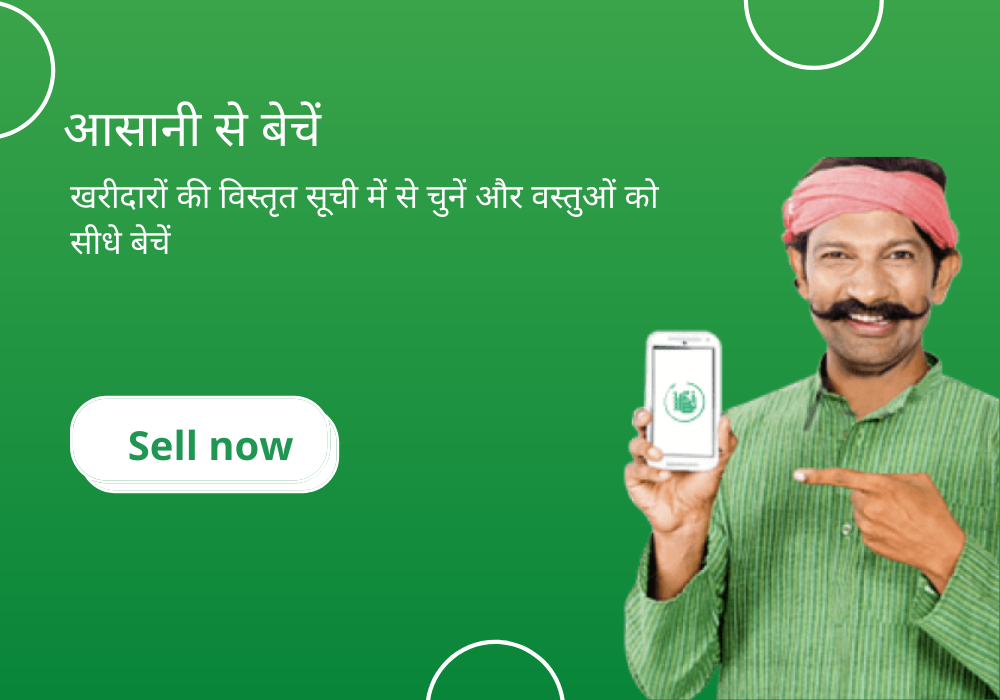 आसानी से बेचें
खरीदारों की विस्तृत सूची में से चुनें और वस्तुओं को
सीधे बेचें
Sell now